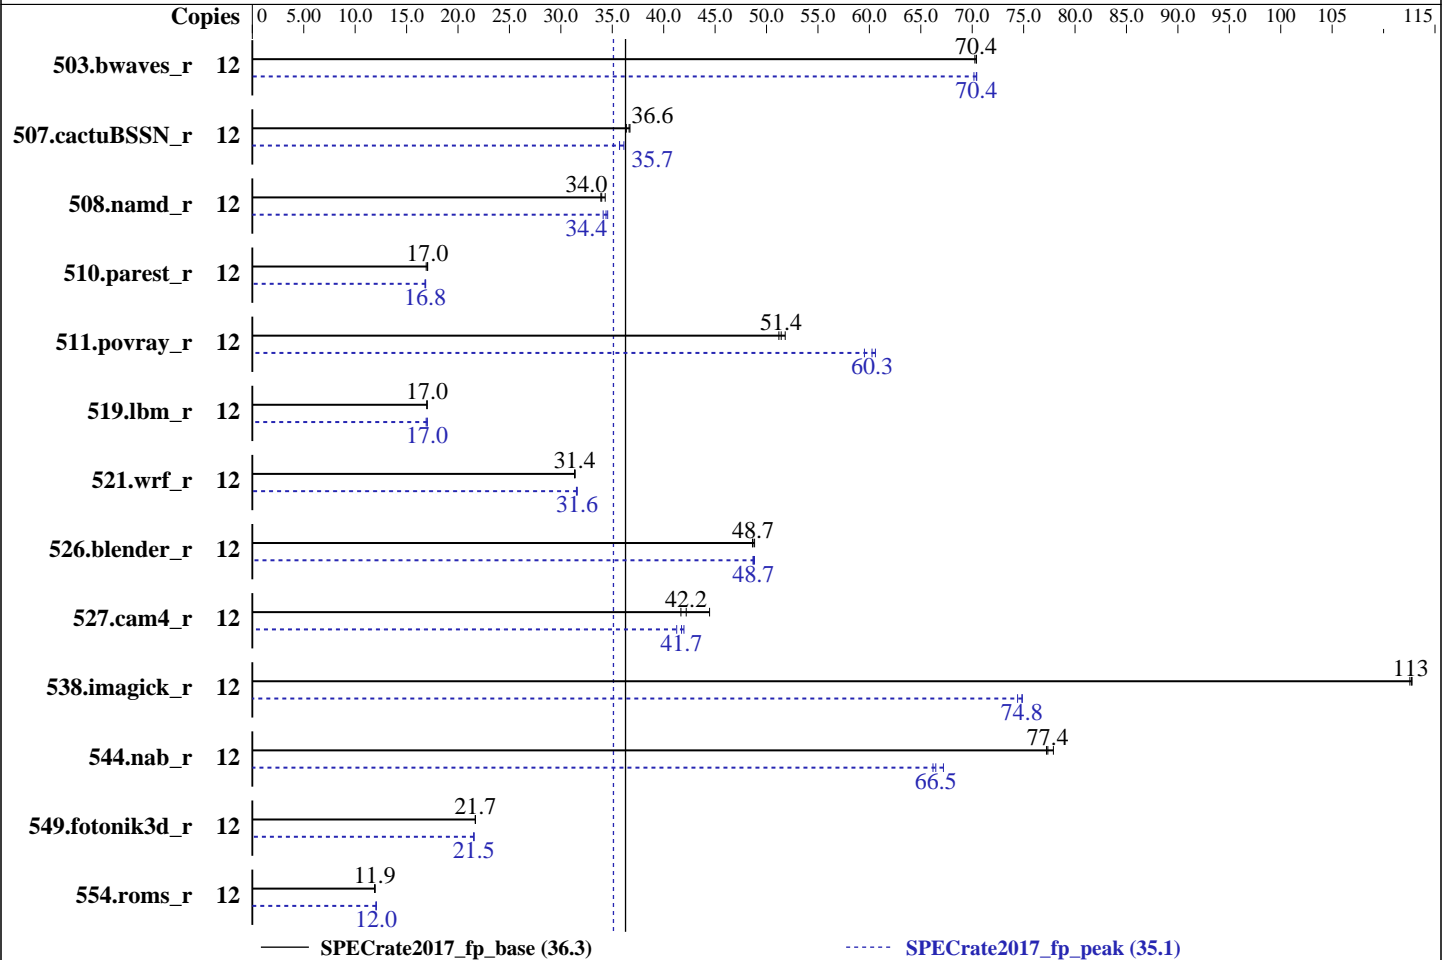 Copies 0 5.00 10.0 15.0 20.0 25.0 30.0 35.0 40.0 45.0 50.0 55.0 60.0 65.0 70.0 75.0 80.0 85.0 90.0 95.0 100 105 115
503.bwaves_r 12 70.4
70.4
507.cactuBSSN_r 12 36.6
35.7
508.namd_r 12 34.0
34.4
510.parest_r 12 17.0
16.8
511.povray_r 12 51.4
60.3
519.lbm_r 12 17.0
17.0
521.wrf_r 12 31.4
31.6
526.blender_r 12 48.7
48.7
527.cam4_r 12 42.2
41.7
538.imagick_r 12 113
74.8
544.nab_r 12 77.4
66.5
549.fotonik3d_r 12 21.7
21.5
554.roms_r 12 11.9
12.0
SPECrate2017_fp_base (36.3) SPECrate2017_fp_peak (35.1)